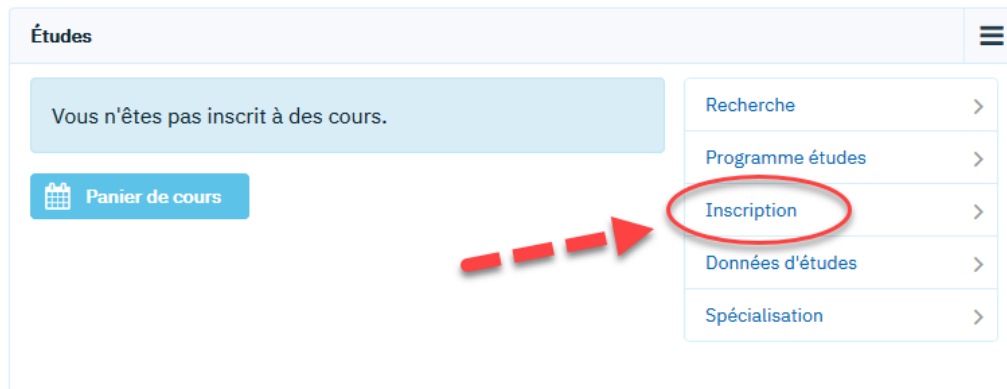 Études
Vous n'êtes pas inscrit à des cours.
Panier de cours
Recherche
Programme études
Inscription
Données d'études
Spécialisation